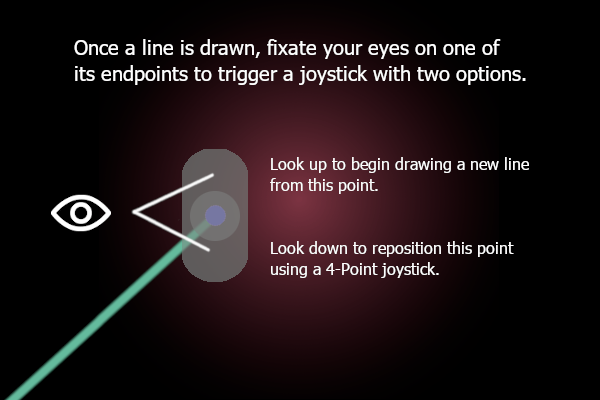 Once a line is drawn, fixate your eyes on one of
its endpoints to trigger a joystick with two options.
Look up to begin drawing a new line
from this point.
Look down to reposition this point
using a 4-Point joystick.